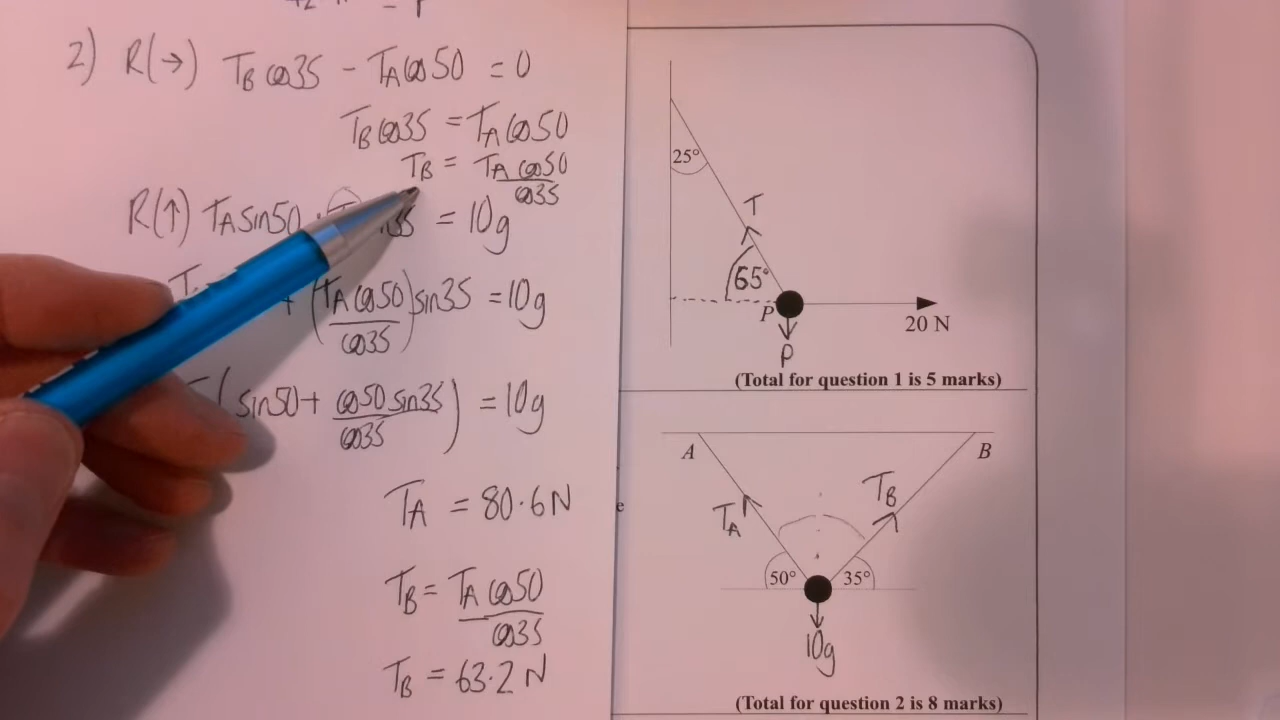 2) R(→) T_B cos35 - T_A cos50 = 0
T_B cos35 = T_A cos50
T_B = T_A cos50
cos35
R(↑) T_A sin50 = 10g
+ (T_A cos50) sin35 = 10g
cos35
(sin50 + cos50 sin35) = 10g
cos35
T_A = 80.6N
T_B = T_A cos50
cos35
T_B = 63.2 N
25°
T
65°
P
20 N
P
(Total for question 1 is 5 marks)
A
B
T_A
T_B
50°
35°
10g
(Total for question 2 is 8 marks)
e